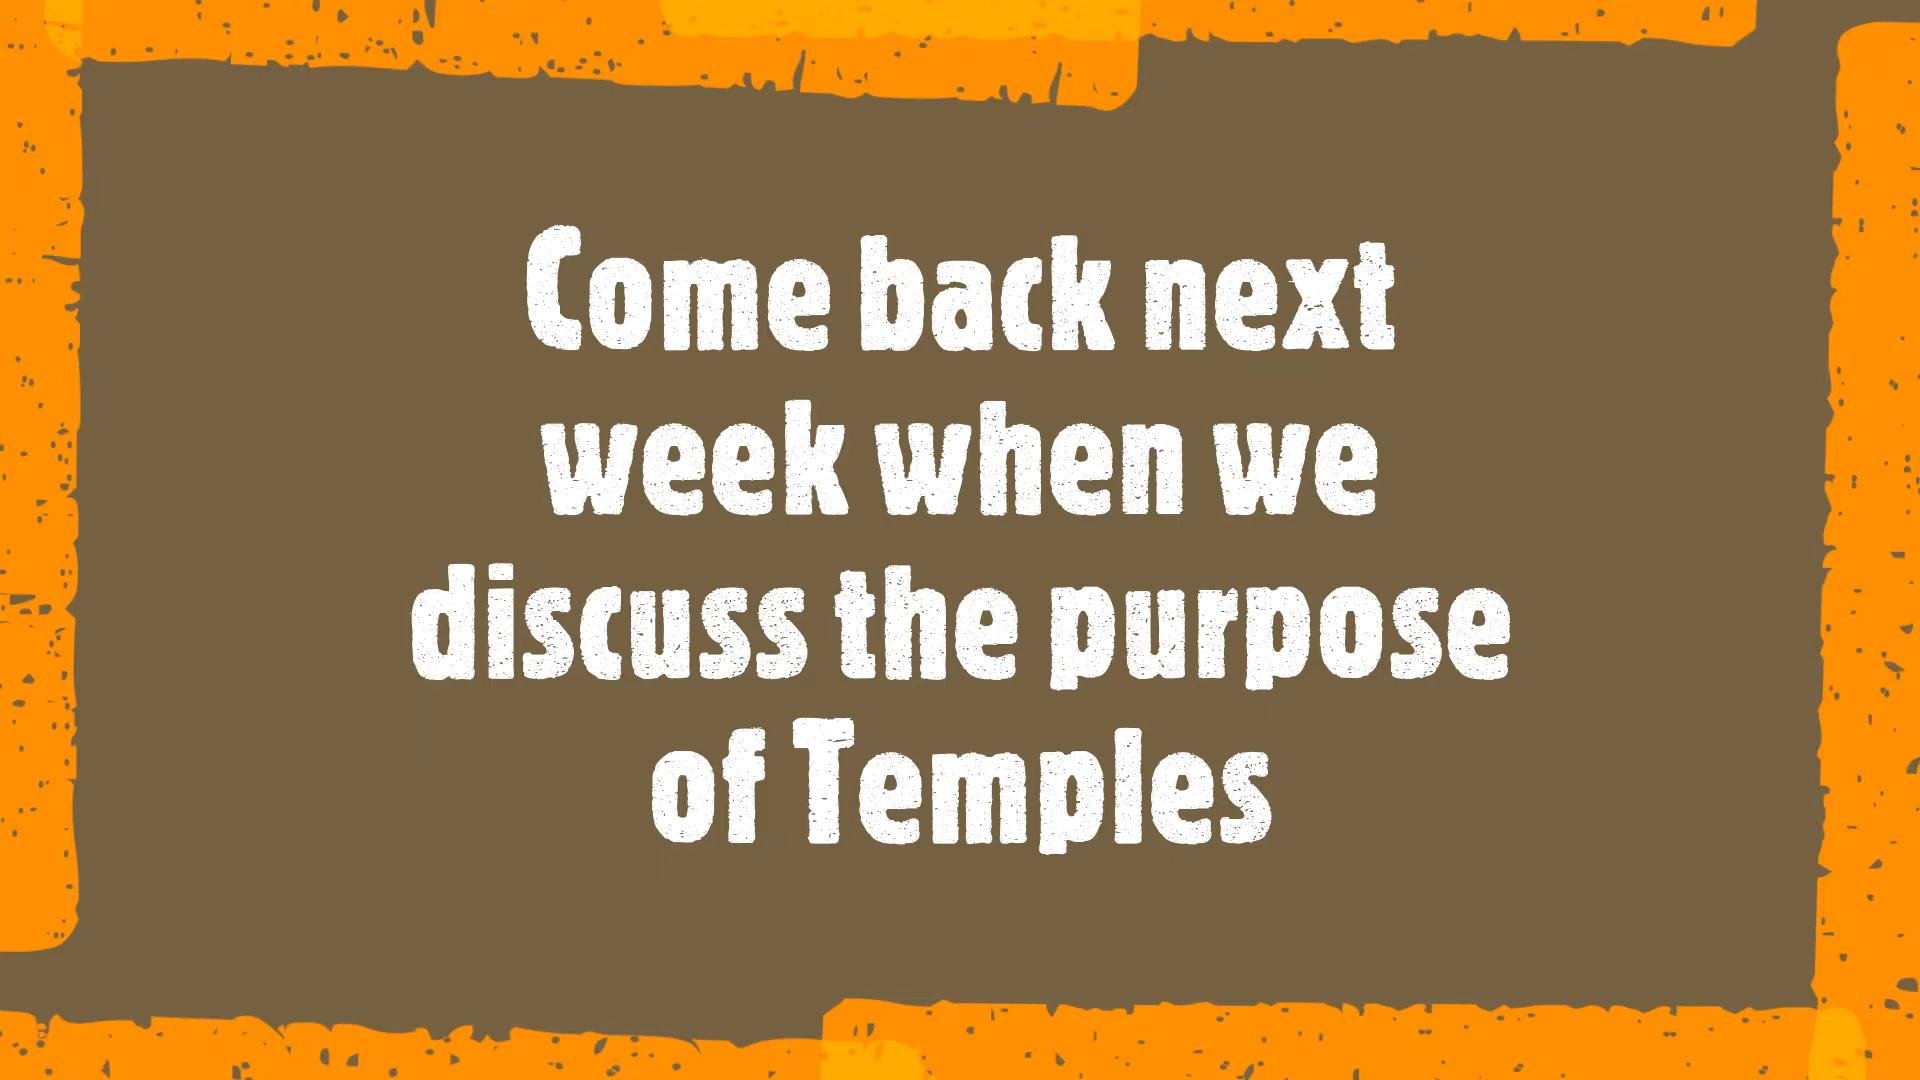 Come back next
week when we
discuss the purpose
of Temples